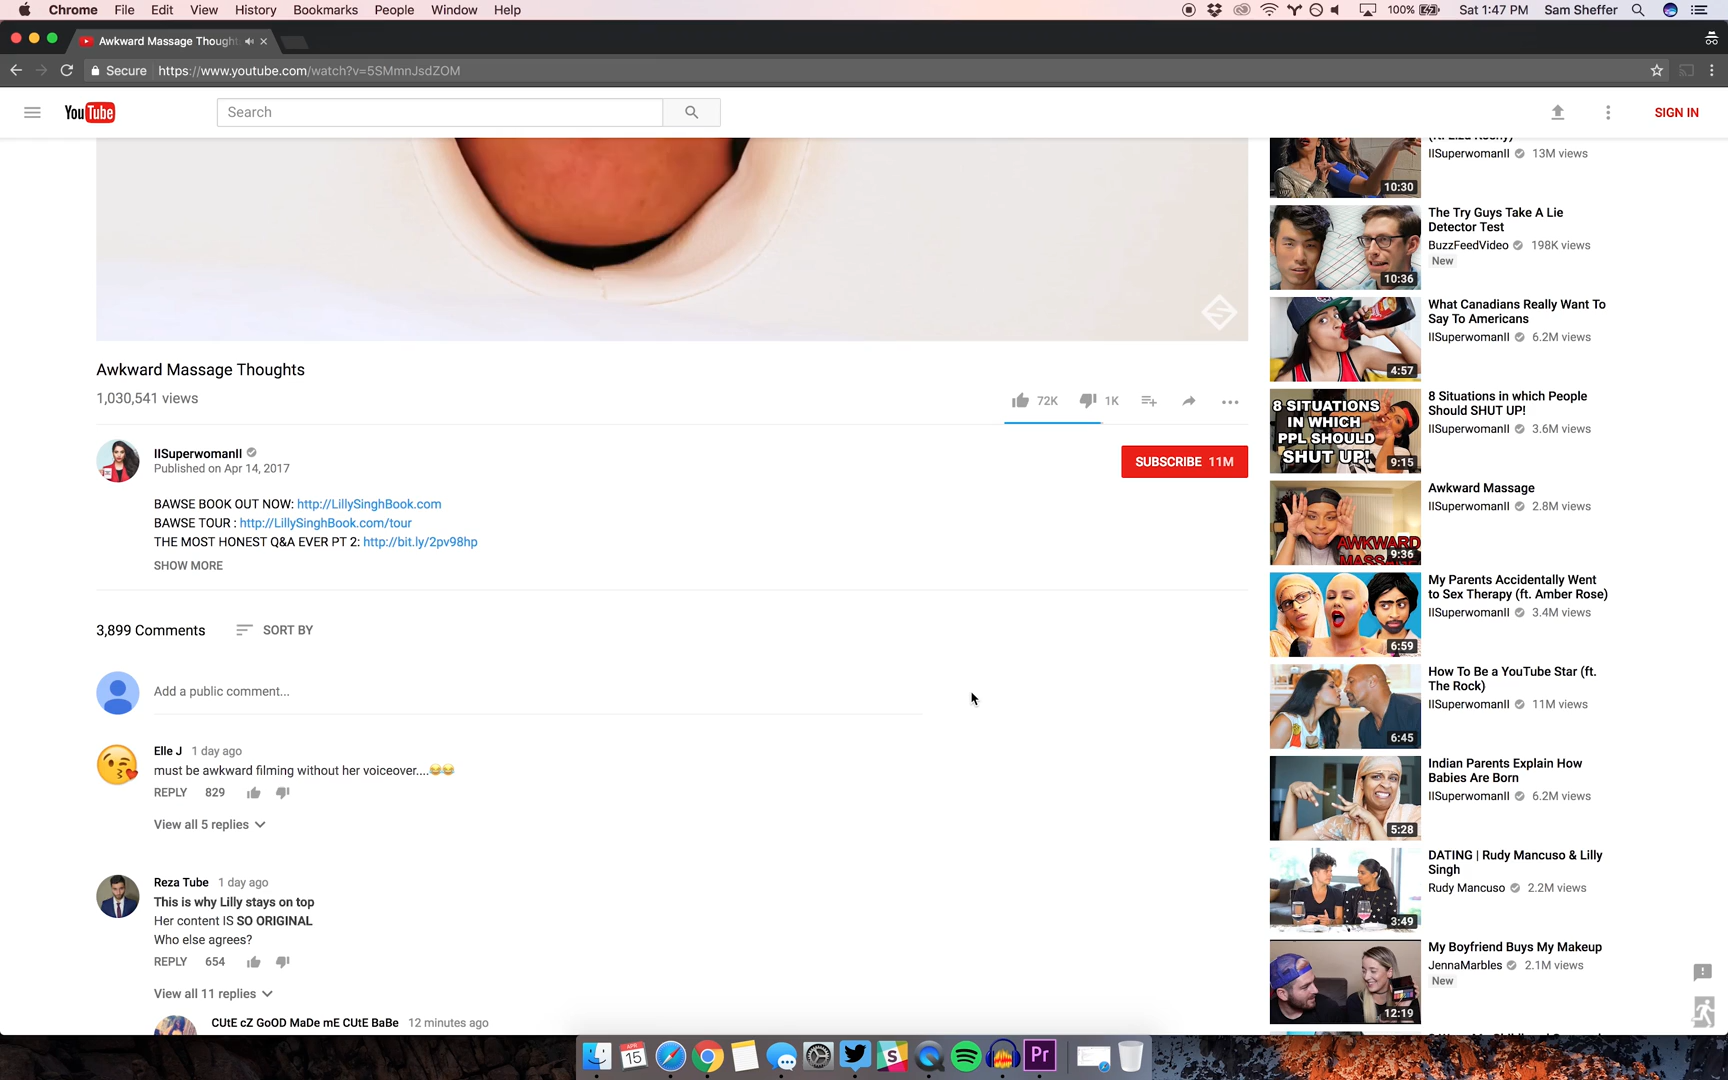 Chrome File Edit View History Bookmarks People Window Help
100% Sat 1:47 PM Sam Sheffer
Awkward Massage Though
Secure https://www.youtube.com/watch?v=5SMmnJsdZOM
YouTube
Search
SIGN IN
IISuperwomanII 13M views
10:30
The Try Guys Take A Lie
Detector Test
BuzzFeedVideo 198K views
New
10:36
What Canadians Really Want To
Say To Americans
IISuperwomanII 6.2M views
4:57
8 Situations in which People
Should SHUT UP!
IISuperwomanII 3.6M views
8 SITUATIONS
IN WHICH
PPL SHOULD
SHUT UP!
9:15
Awkward Massage
IISuperwomanII 2.8M views
AWKWARD
9:36
My Parents Accidentally Went
to Sex Therapy (ft. Amber Rose)
IISuperwomanII 3.4M views
6:59
How To Be a YouTube Star (ft.
The Rock)
IISuperwomanII 11M views
6:45
Indian Parents Explain How
Babies Are Born
IISuperwomanII 6.2M views
5:28
DATING | Rudy Mancuso & Lilly
Singh
Rudy Mancuso 2.2M views
3:49
My Boyfriend Buys My Makeup
JennaMarbles 2.1M views
New
12:19
Awkward Massage Thoughts
1,030,541 views
72K 1K
IISuperwomanII
Published on Apr 14, 2017
SUBSCRIBE 11M
BAWSE BOOK OUT NOW: http://LillySinghBook.com
BAWSE TOUR : http://LillySinghBook.com/tour
THE MOST HONEST Q&A EVER PT 2: http://bit.ly/2pv98hp
SHOW MORE
3,899 Comments SORT BY
Add a public comment...
Elle J 1 day ago
must be awkward filming without her voiceover....😂😂
REPLY 829
View all 5 replies
Reza Tube 1 day ago
This is why Lilly stays on top
Her content IS SO ORIGINAL
Who else agrees?
REPLY 654
View all 11 replies
CUtE cZ GoOD MaDe mE CUtE BaBe 12 minutes ago
APR
15
Pr